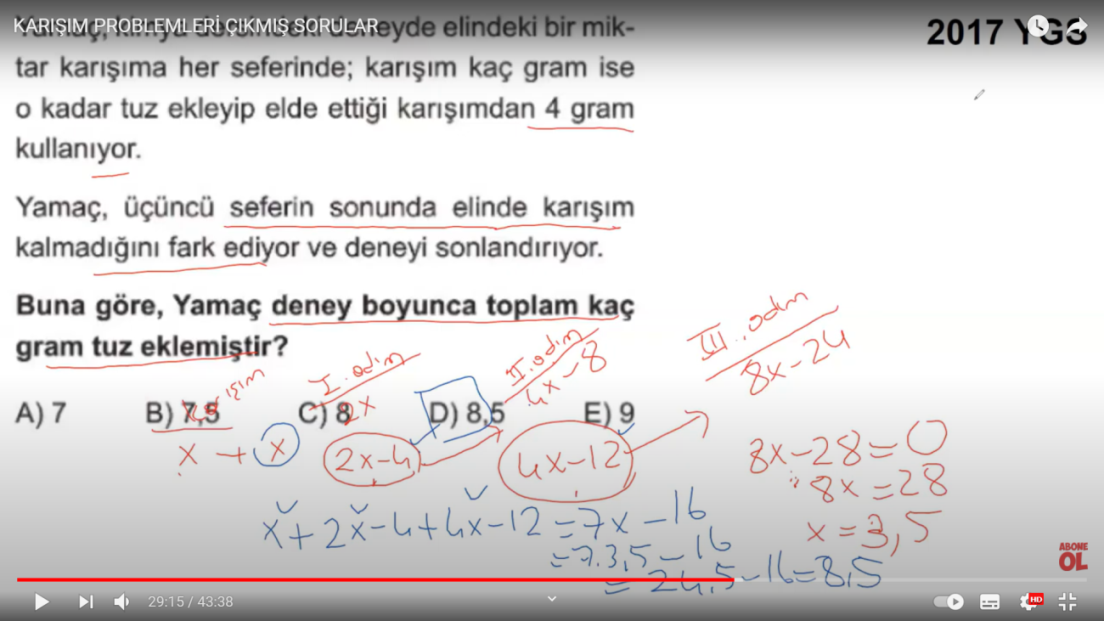 KARIŞIM PROBLEMLERİ ÇIKMIŞ SORULAR
2017 YGS
eyde elindeki bir mik-
tar karışıma her seferinde; karışım kaç gram ise
o kadar tuz ekleyip elde ettiği karışımdan 4 gram
kullanıyor.
Yamaç, üçüncü seferin sonunda elinde karışım
kalmadığını fark ediyor ve deneyi sonlandırıyor.
Buna göre, Yamaç deney boyunca toplam kaç
gram tuz eklemiştir?
A) 7 B) 7,5 C) 8 D) 8,5 E) 9
I. adım
2x
II. adım
4x-8
III. adım
8x-24
x + x
2x-4
4x-12
8x-28=0
8x=28
x=3,5
x+2x-4+4x-12=7x-16
=7.3,5-16
=24,5-16=8,5
ABONE
OL
29:15 / 43:38
HD